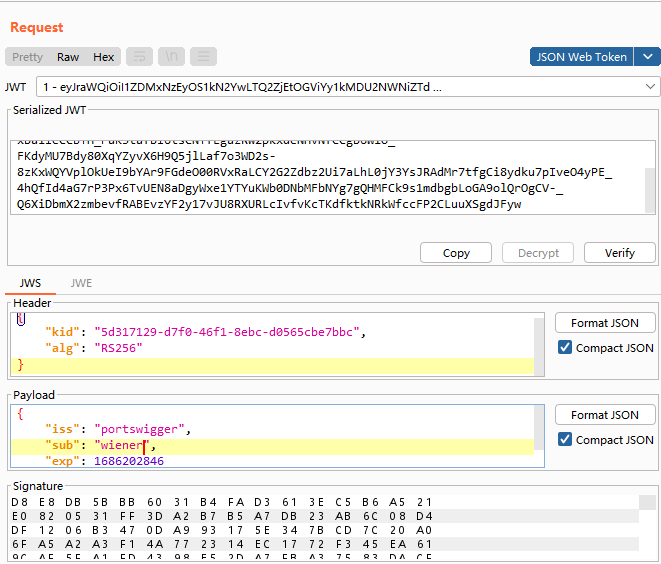 Request
Pretty Raw Hex \n JSON Web Token
JWT 1 - eyJraWQiOiI1ZDMxNzEyOS1kN2YwLTQ2ZjEtOGViYy1kMDU2NWNiZTd ...
Serialized JWT
FKdyMU7Bdy80XqYZyvX6H9Q5jlLaf7o3WD2s-
8zKxWQYVplOkUeI9bYAr9FGdeO00RVxRaLCY2G2Zdbz2Ui7aLhL0jY3YsJRAdMr7tfgCi8ydku7pIveO4yPE_
4hQfId4aG7rP3Px6TvUEN8aDgyWxe1YTYuKWb0DNbMFbNYg7gQHMFCk9s1mdbgbLoGA9olQrOgCV-_
Q6XiDbmX2zmbevfRABEvzYF2y17vJU8RXURLcIvfvKcTKdfktkNRkWfccFP2CLuuXSgdJFyw
Copy Decrypt Verify
JWS JWE
Header
{
"kid": "5d317129-d7f0-46f1-8ebc-d0565cbe7bbc",
"alg": "RS256"
}
Format JSON
Compact JSON
Payload
{
"iss": "portswigger",
"sub": "wiener",
"exp": 1686202846
Format JSON
Compact JSON
Signature
D8 E8 DB 5B BB 60 31 B4 FA D3 61 3E C5 B6 A5 21
E0 82 05 31 FF 3D A2 B7 B5 A7 DB 23 AB 6C 08 D4
DF 12 06 B3 47 0D A9 93 17 5E 34 7B CD 7C 20 A0
6F A5 A2 A3 F1 4A 77 23 14 EC 17 72 F3 45 EA 61